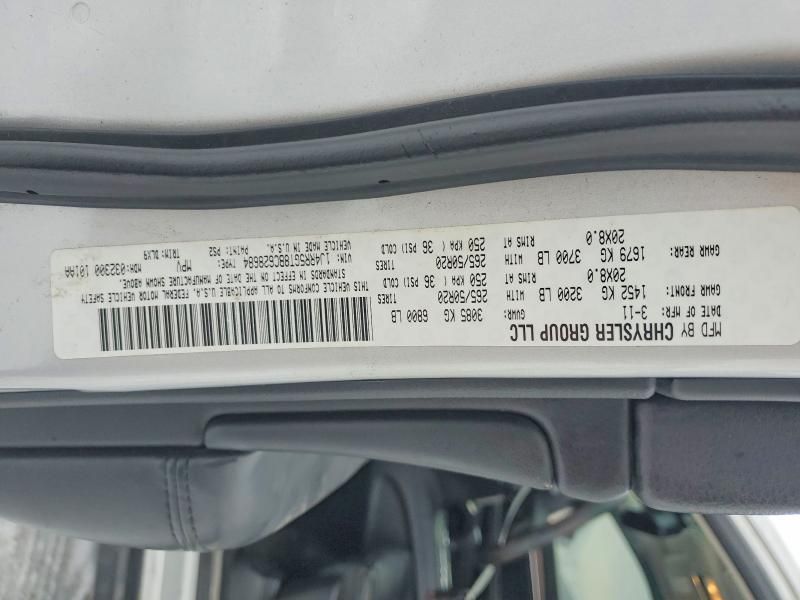 MFD BY CHRYSLER GROUP LLC
DATE OF MFR: 3-11 GVWR: 3085 KG 6800 LB
GAWR FRONT: 1452 KG 3200 LB WITH 265/50R20 TIRES
20X8.0 RIMS AT 250 KPA( 36 PSI) COLD
GAWR REAR: 1679 KG 3700 LB WITH 265/50R20 TIRES
20X8.0 RIMS AT 250 KPA( 36 PSI) COLD
THIS VEHICLE CONFORMS TO ALL APPLICABLE U.S.A. FEDERAL MOTOR VEHICLE SAFETY
STANDARDS IN EFFECT ON THE DATE OF MANUFACTURE SHOWN ABOVE.
VIN: 1J4RR5GT8BC629684 TYPE: MPV MDH:032300 101AA
VEHICLE MADE IN U.S.A. PAINT: PS2 TRIM: DLX9